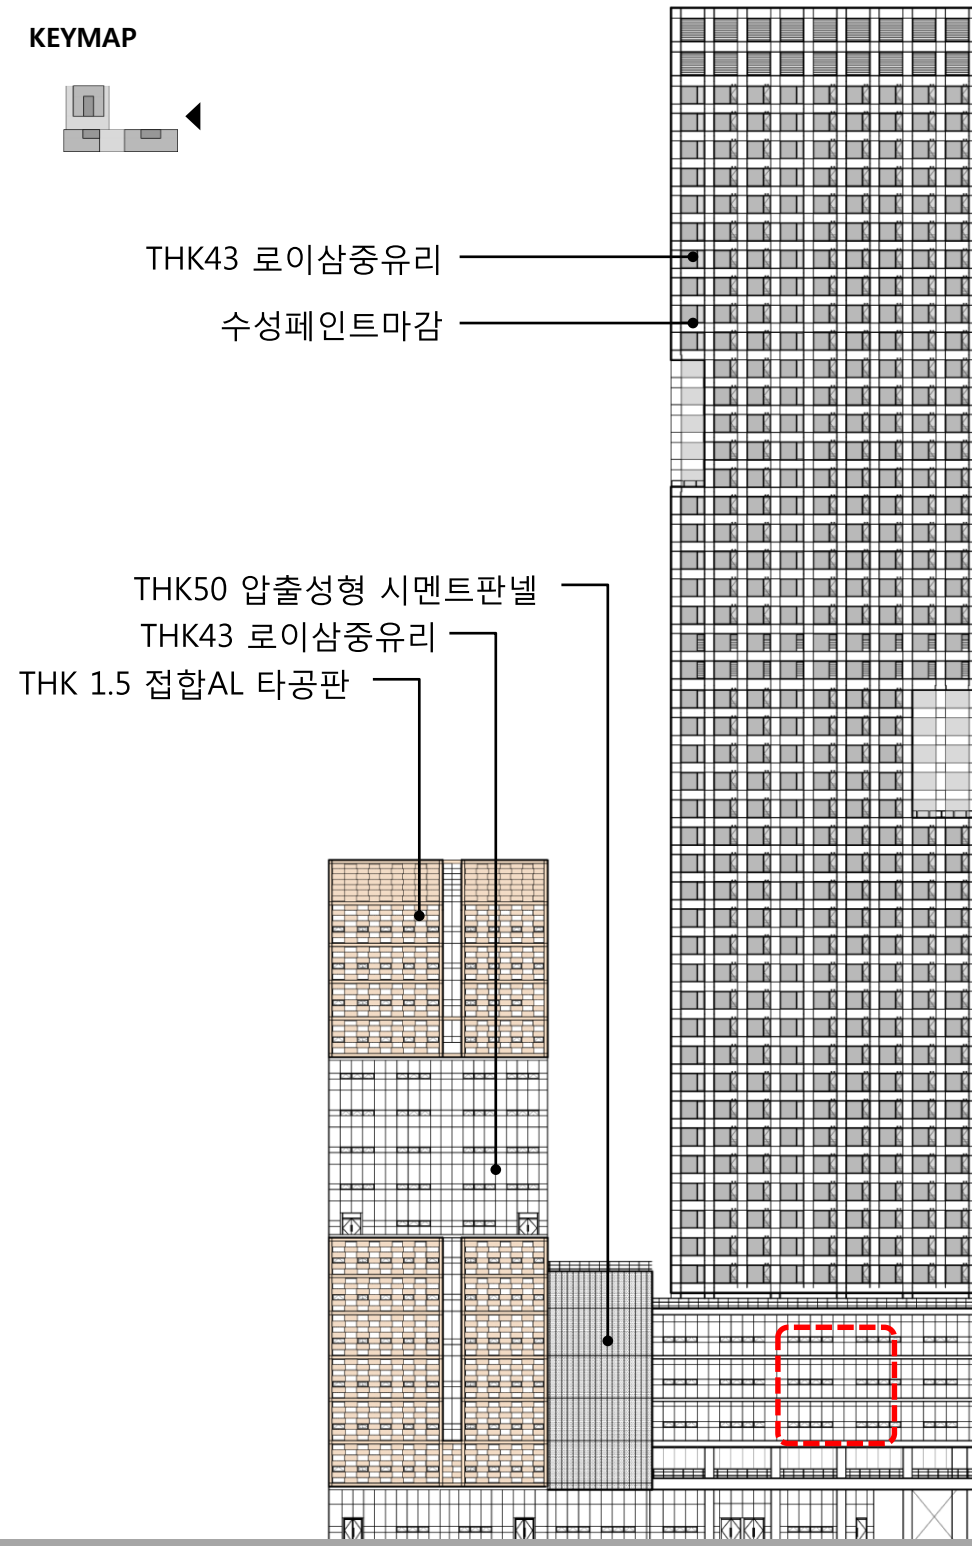 KEYMAP
THK43 로이삼중유리
수성페인트마감
THK50 압출성형 시멘트판넬
THK43 로이삼중유리
THK 1.5 접합AL 타공판